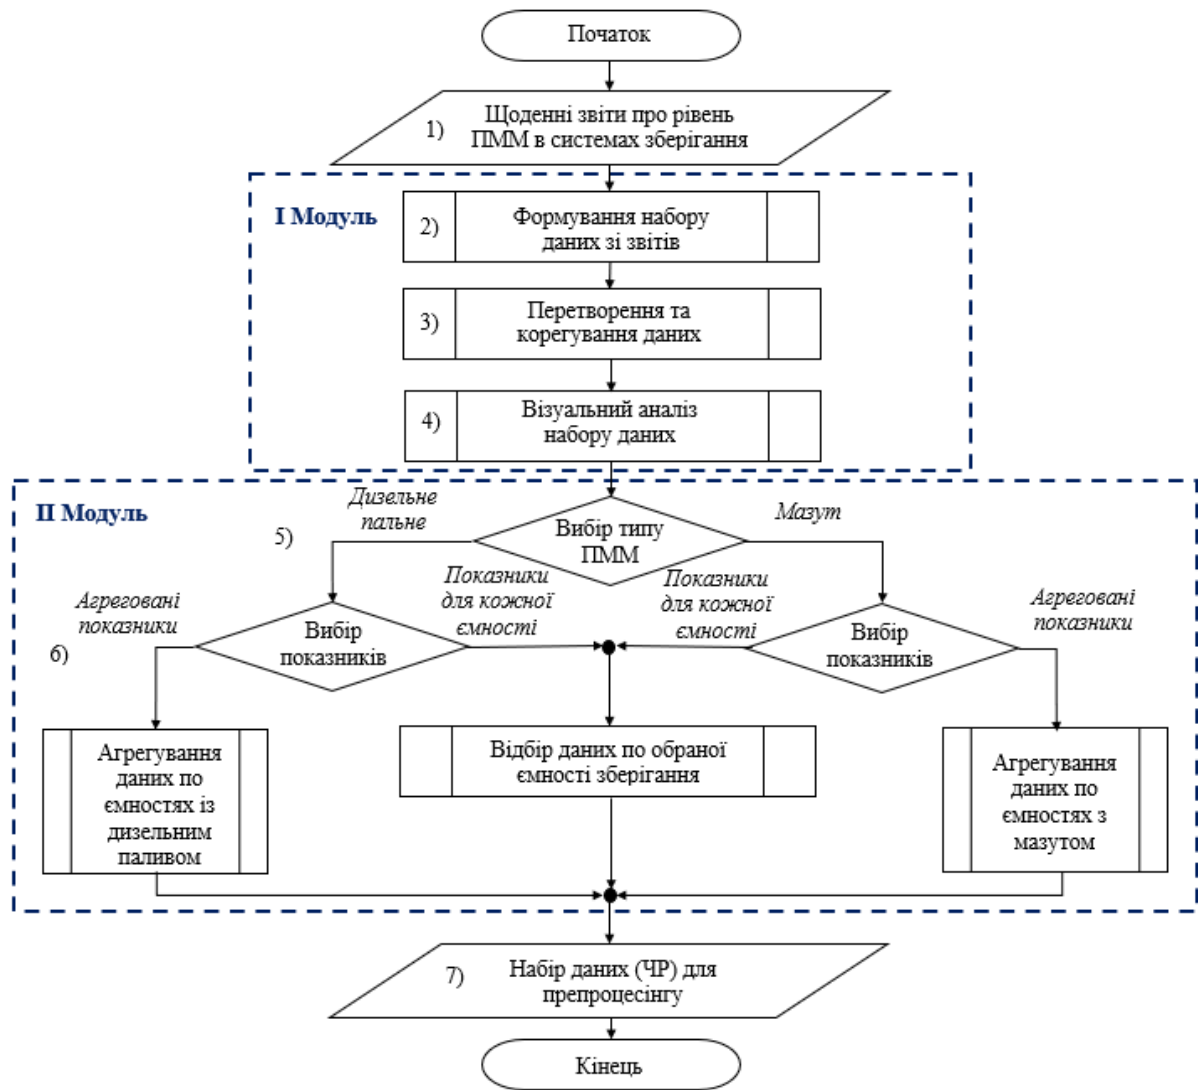 Початок
1)
Щоденні звіти про рівень
ПММ в системах зберігання
I Модуль
2)
Формування набору
даних зі звітів
3)
Перетворення та
корегування даних
4)
Візуальний аналіз
набору даних
II Модуль
5)
Дизельне
пальне
Вибір типу
ПММ
Мазут
6)
Агреговані
показники
Вибір
показників
Показники
для кожної
ємності
Показники
для кожної
ємності
Вибір
показників
Агреговані
показники
Агрегування
даних по
ємностях із
дизельним
паливом
Відбір даних по обраної
ємності зберігання
Агрегування
даних по
ємностях з
мазутом
7)
Набір даних (ЧР) для
препроцесінгу
Кінець